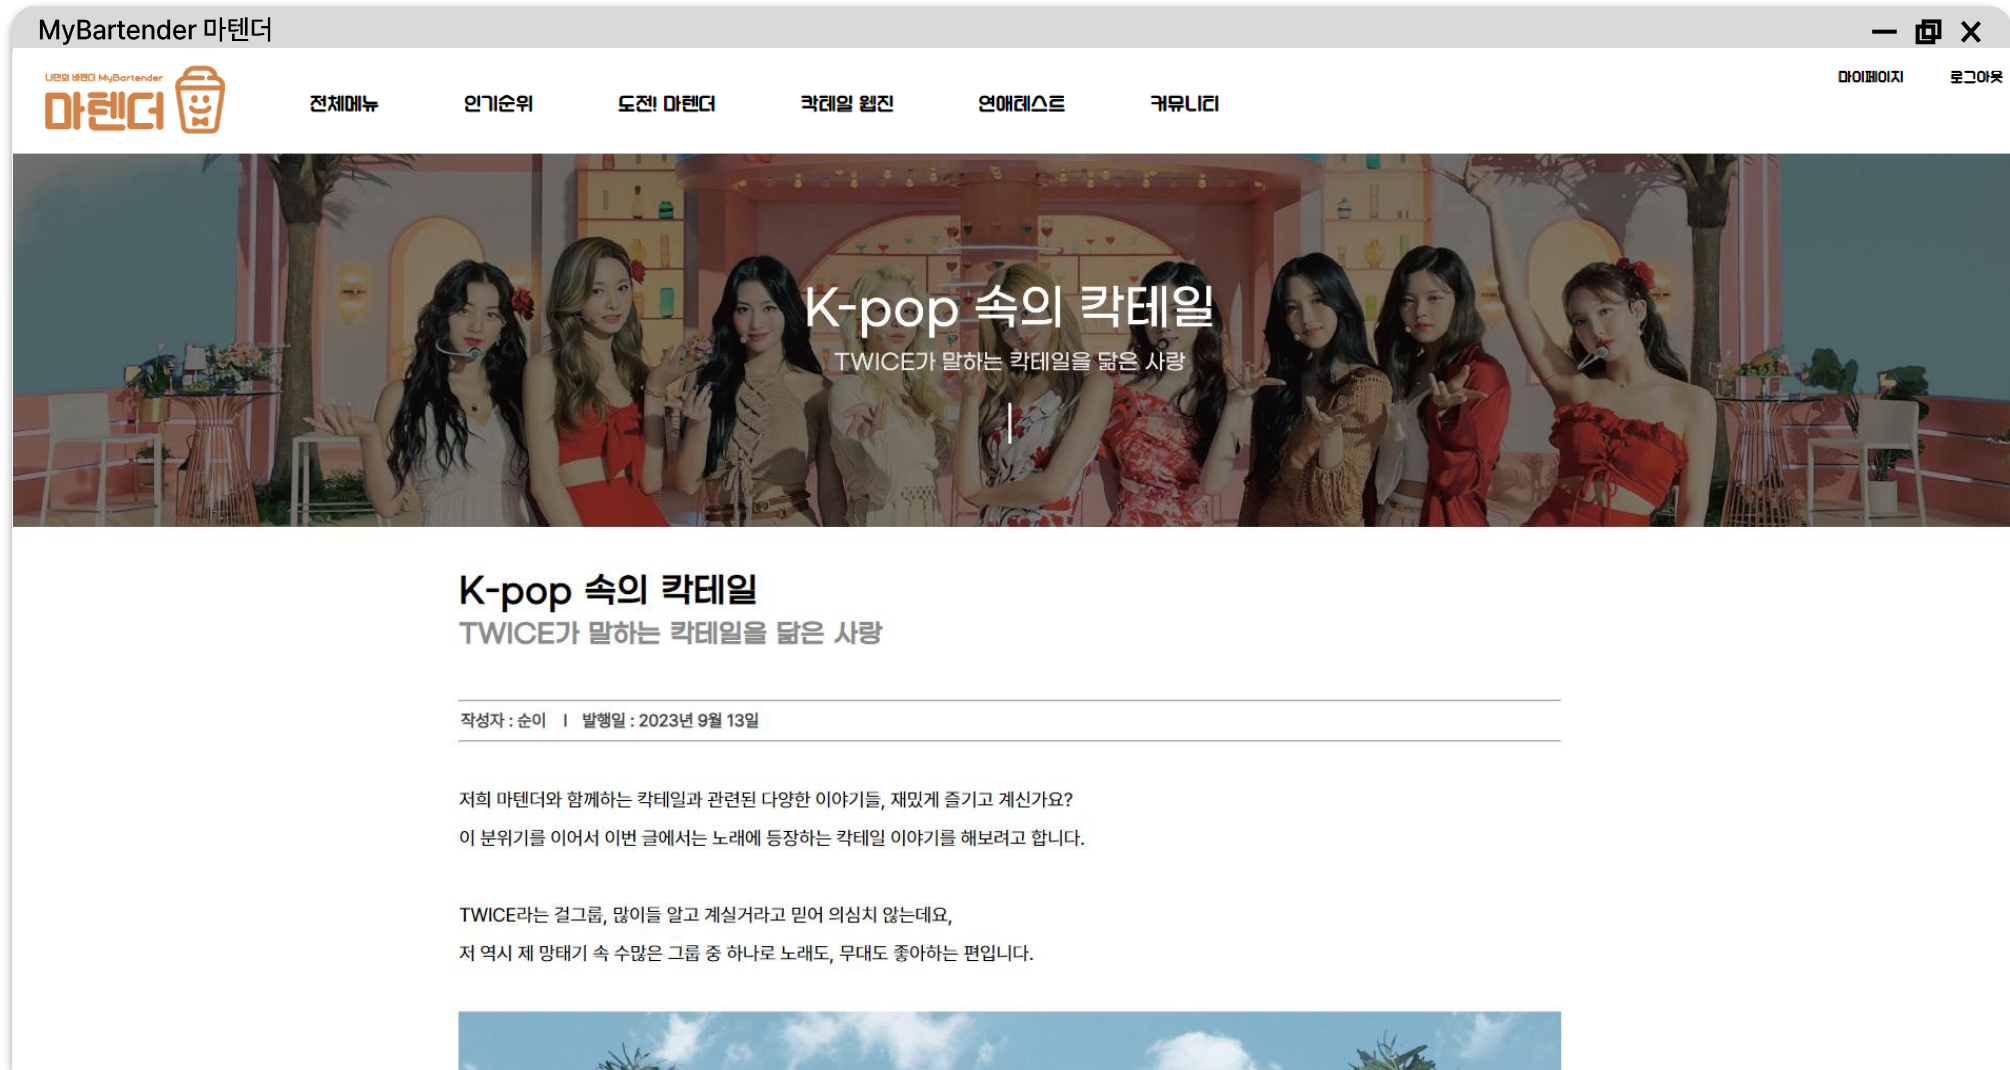 MyBartender 마텐더
나만의 바텐더 MyBartender
마텐더
전체메뉴
인기순위
도전! 마텐더
칵테일 웹진
연애테스트
커뮤니티
마이페이지
로그아웃
K-pop 속의 칵테일
TWICE가 말하는 칵테일을 닮은 사랑
K-pop 속의 칵테일
TWICE가 말하는 칵테일을 닮은 사랑
작성자 : 순이 | 발행일 : 2023년 9월 13일
저희 마텐더와 함께하는 칵테일과 관련된 다양한 이야기들, 재밌게 즐기고 계신가요?
이 분위기를 이어서 이번 글에서는 노래에 등장하는 칵테일 이야기를 해보려고 합니다.
TWICE라는 걸그룹, 많이들 알고 계실거라고 믿어 의심치 않는데요,
저 역시 제 망태기 속 수많은 그룹 중 하나로 노래도, 무대도 좋아하는 편입니다.